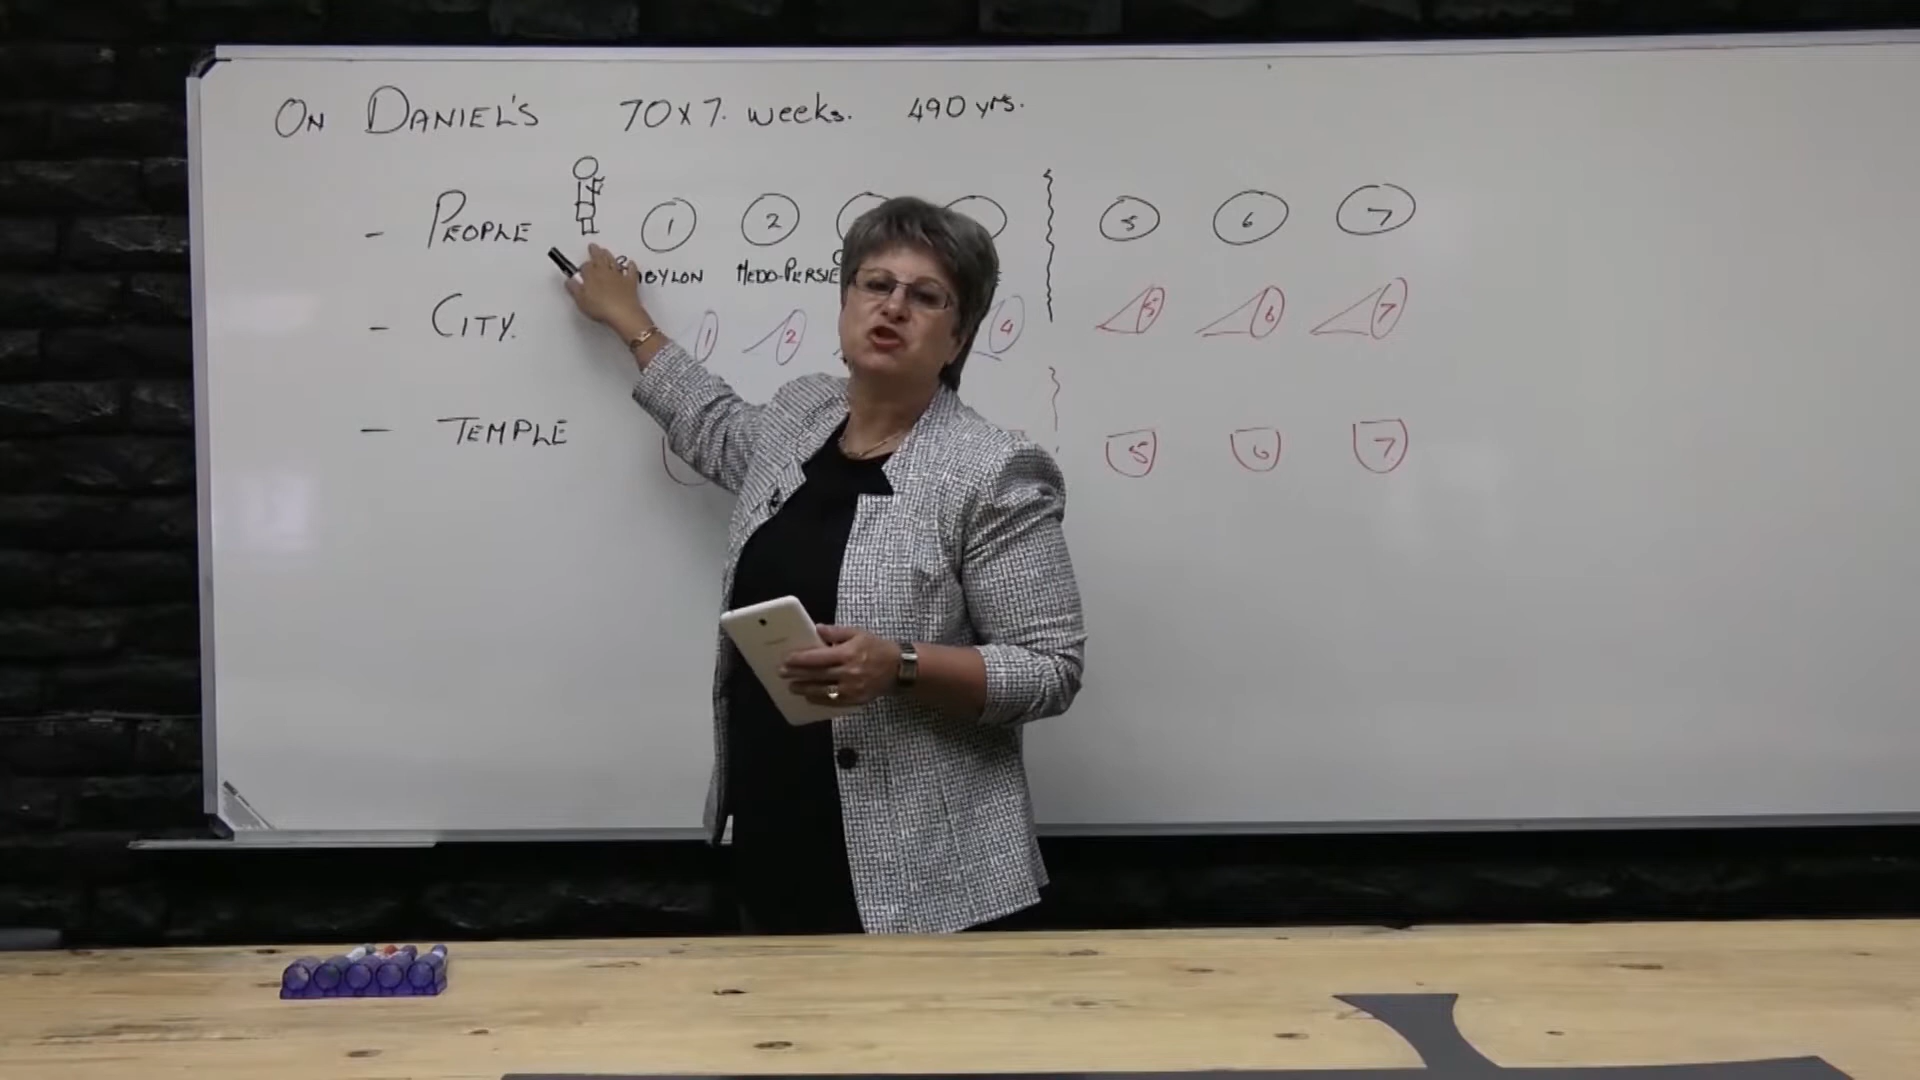 ON DANIEL'S 70 x 7. weeks. 490 yrs.
- PEOPLE 1 2 5 6 7
BABYLON MEDO-PERSIE
- CITY. 1 2 4 5 6 7
- TEMPLE 5 6 7